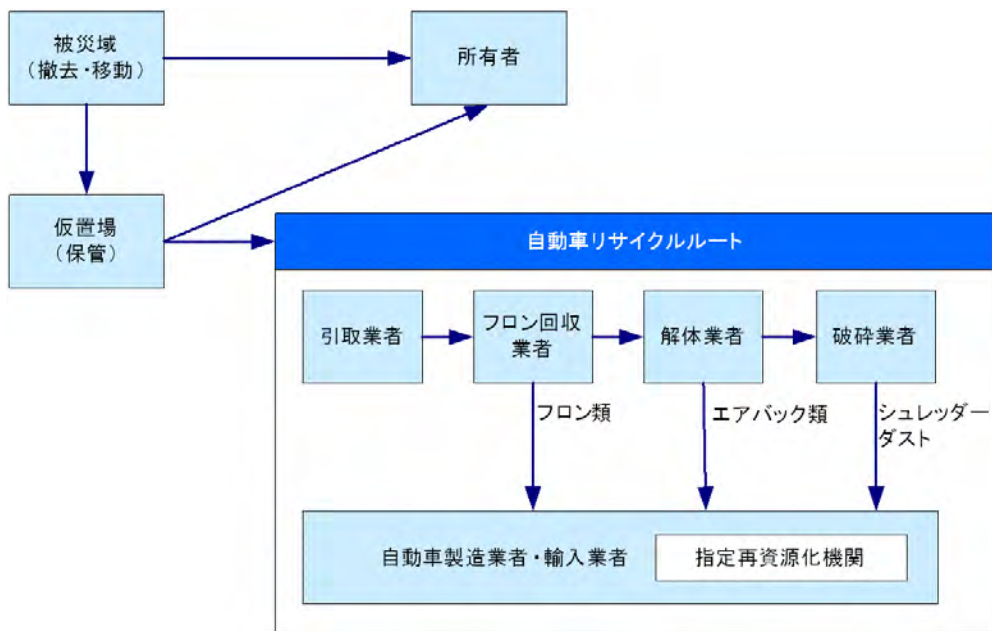 被災域
（撤去・移動）
所有者
仮置場
（保管）
自動車リサイクルルート
引取業者
フロン回収
業者
解体業者
破砕業者
フロン類
エアバック類
シュレッダー
ダスト
自動車製造業者・輸入業者
指定再資源化機関